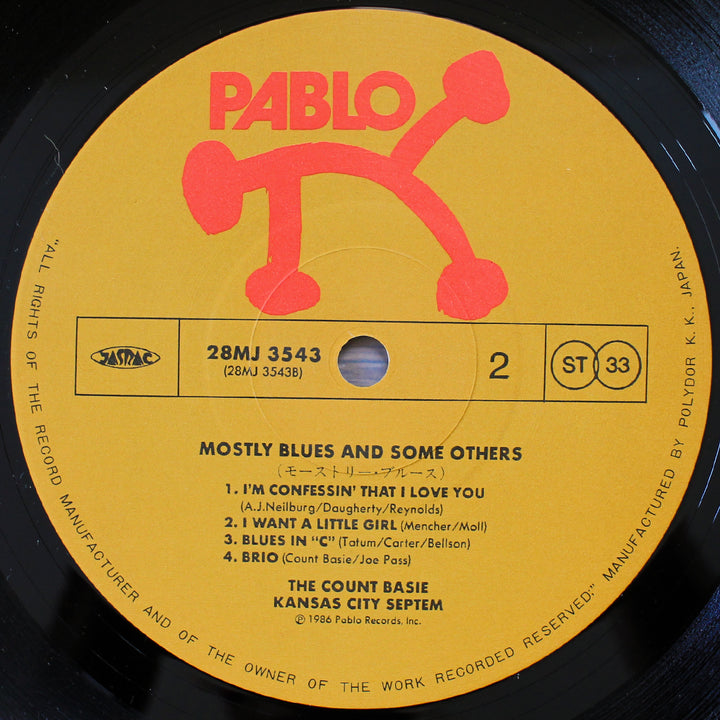 PABLO
JASRAC
28MJ 3543
(28MJ 3543B)
2
ST 33
MOSTLY BLUES AND SOME OTHERS
(モーストリー・ブルース)
1. I'M CONFESSIN' THAT I LOVE YOU
(A.J.Neilburg/Daugherty/Reynolds)
2. I WANT A LITTLE GIRL (Mencher/Moll)
3. BLUES IN "C" (Tatum/Carter/Bellson)
4. BRIO (Count Basie/Joe Pass)
THE COUNT BASIE
KANSAS CITY SEPTEM
Ⓟ 1986 Pablo Records, Inc.
"ALL RIGHTS OF THE RECORD MANUFACTURER AND OF THE OWNER OF THE WORK RECORDED RESERVED:" MANUFACTURED BY POLYDOR K.K., JAPAN.